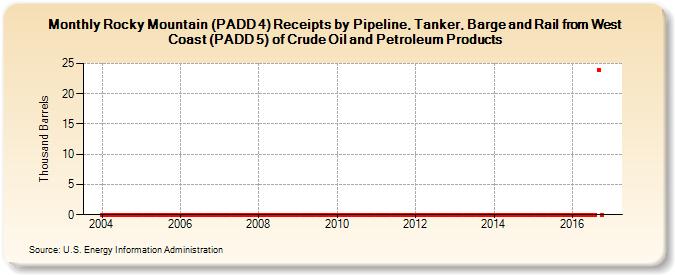 Monthly Rocky Mountain (PADD 4) Receipts by Pipeline, Tanker, Barge and Rail from West
Coast (PADD 5) of Crude Oil and Petroleum Products
Thousand Barrels
25
20
15
10
5
0
2004 2006 2008 2010 2012 2014 2016
Source: U.S. Energy Information Administration